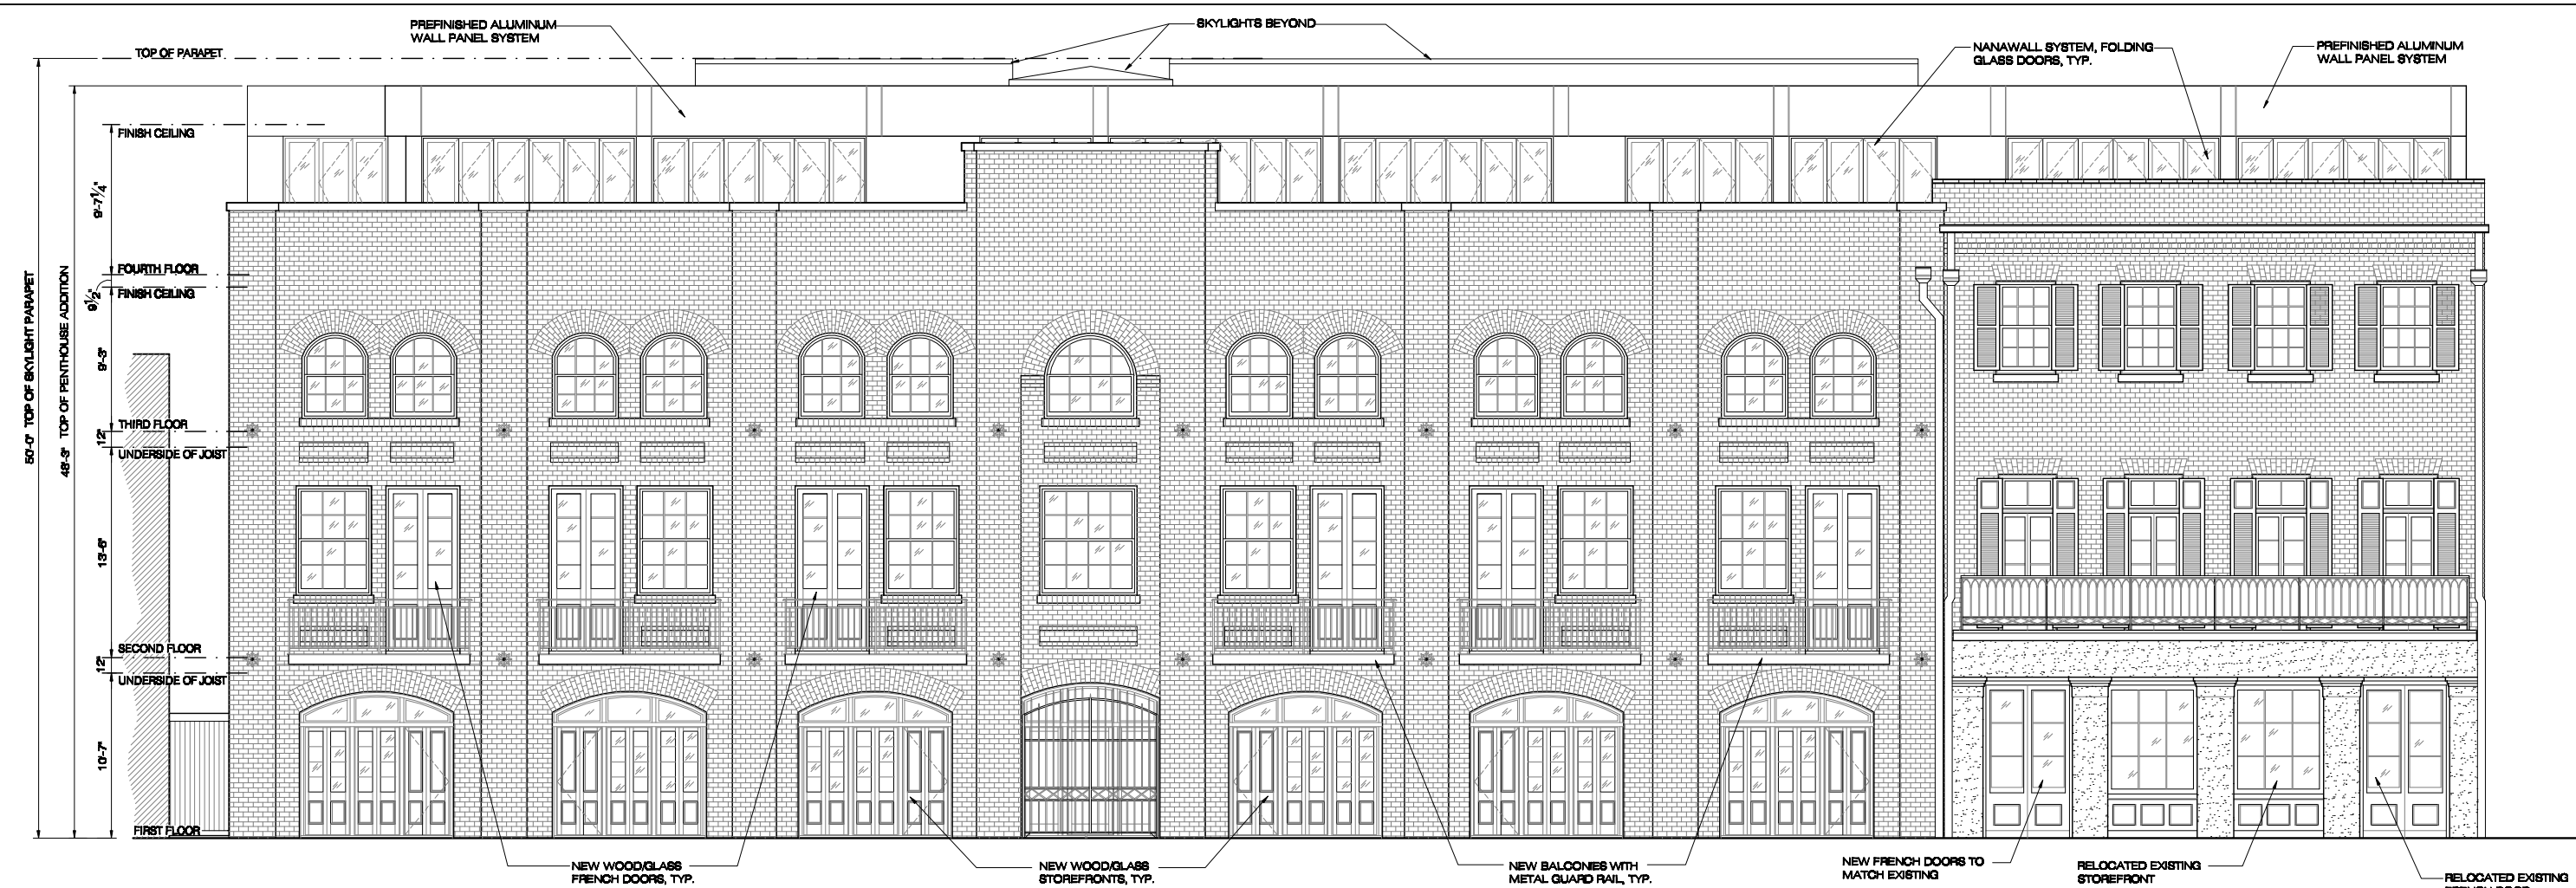 PREFINISHED ALUMINUM
WALL PANEL SYSTEM
SKYLIGHTS BEYOND
NANAWALL SYSTEM, FOLDING
GLASS DOORS, TYP.
PREFINISHED ALUMINUM
WALL PANEL SYSTEM
TOP OF PARAPET
FINISH CEILING
9'-7 1/4"
FOURTH FLOOR
9 1/2"
FINISH CEILING
50'-0" TOP OF SKYLIGHT PARAPET
48'-3" TOP OF PENTHOUSE ADDITION
9'-3"
THIRD FLOOR
12"
UNDERSIDE OF JOIST
13'-6"
SECOND FLOOR
12"
UNDERSIDE OF JOIST
10'-7"
FIRST FLOOR
NEW WOOD/GLASS
FRENCH DOORS, TYP.
NEW WOOD/GLASS
STOREFRONTS, TYP.
NEW BALCONIES WITH
METAL GUARD RAIL, TYP.
NEW FRENCH DOORS TO
MATCH EXISTING
RELOCATED EXISTING
STOREFRONT
RELOCATED EXISTING